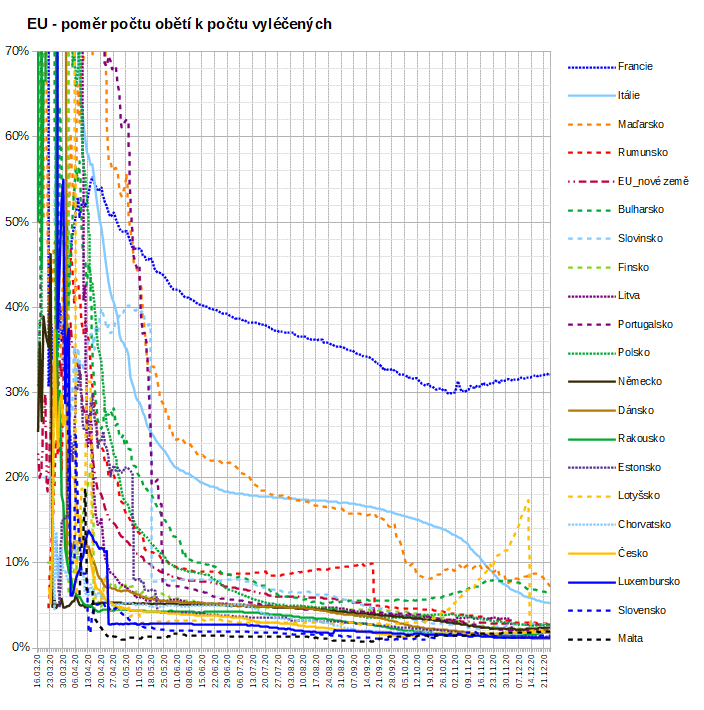 EU - poměr počtu obětí k počtu vyléčených
70%
60%
50%
40%
30%
20%
10%
0%
16.03.20
23.03.20
30.03.20
06.04.20
13.04.20
20.04.20
27.04.20
04.05.20
11.05.20
18.05.20
25.05.20
01.06.20
08.06.20
15.06.20
22.06.20
29.06.20
06.07.20
13.07.20
20.07.20
27.07.20
03.08.20
10.08.20
17.08.20
24.08.20
31.08.20
07.09.20
14.09.20
21.09.20
28.09.20
05.10.20
12.10.20
19.10.20
26.10.20
02.11.20
09.11.20
16.11.20
23.11.20
30.11.20
07.12.20
14.12.20
21.12.20
Francie
Itálie
Maďarsko
Rumunsko
EU_nové země
Bulharsko
Slovinsko
Finsko
Litva
Portugalsko
Polsko
Německo
Dánsko
Rakousko
Estonsko
Lotyšsko
Chorvatsko
Česko
Luxembursko
Slovensko
Malta